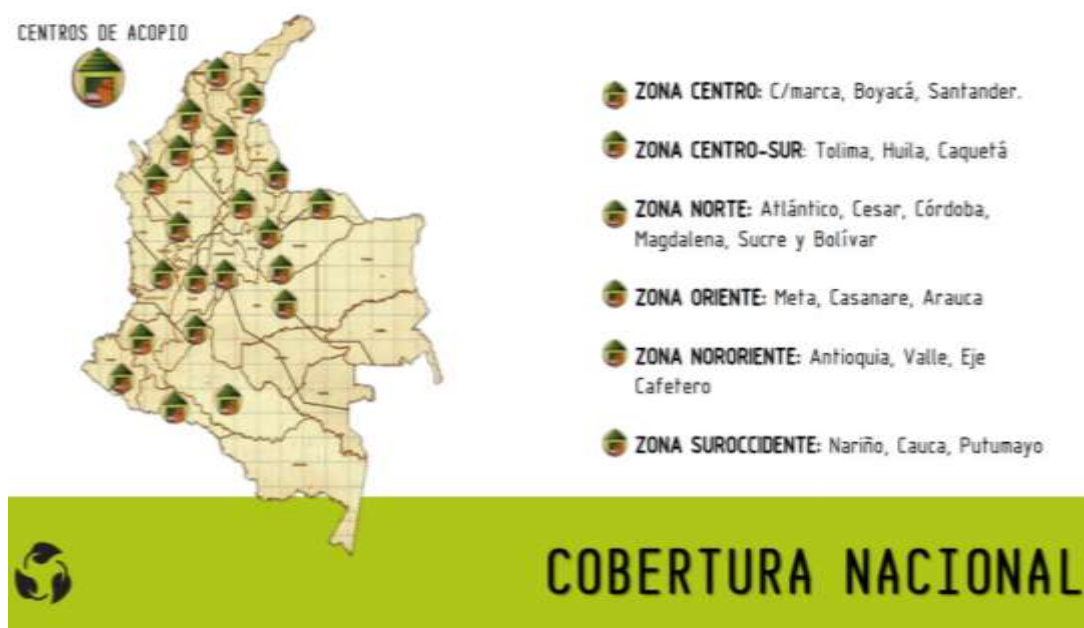 CENTROS DE ACOPIO
ZONA CENTRO: C/marca, Boyacá, Santander.
ZONA CENTRO-SUR: Tolima, Huila, Caquetá
ZONA NORTE: Atlántico, Cesar, Córdoba,
Magdalena, Sucre y Bolívar
ZONA ORIENTE: Meta, Casanare, Arauca
ZONA NORORIENTE: Antioquia, Valle, Eje
Cafetero
ZONA SUROCCIDENTE: Nariño, Cauca, Putumayo
COBERTURA NACIONAL